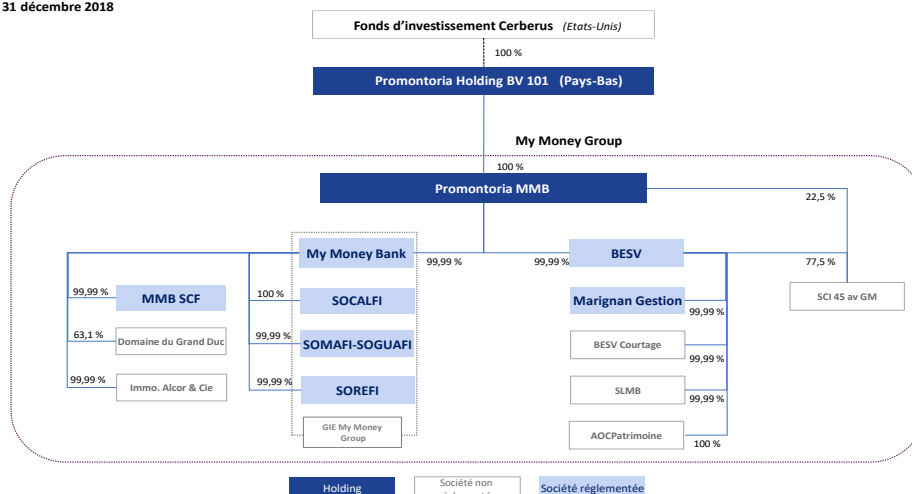 31 décembre 2018
Fonds d'investissement Cerberus (Etats-Unis)
100 %
Promontoria Holding BV 101 (Pays-Bas)
My Money Group
100 %
Promontoria MMB
22,5 %
My Money Bank
99,99 %
99,99 %
BESV
77,5 %
99,99 %
MMB SCF
100 %
SOCALFI
Marignan Gestion
99,99 %
SCI 45 av GM
63,1 %
Domaine du Grand Duc
99,99 %
SOMAFI-SOGUAFI
BESV Courtage
99,99 %
99,99 %
Immo. Alcor & Cie
99,99 %
SOREFI
SLMB
99,99 %
GIE My Money
Group
AOCPatrimoine
100 %
Holding
Société non
Société réglementée